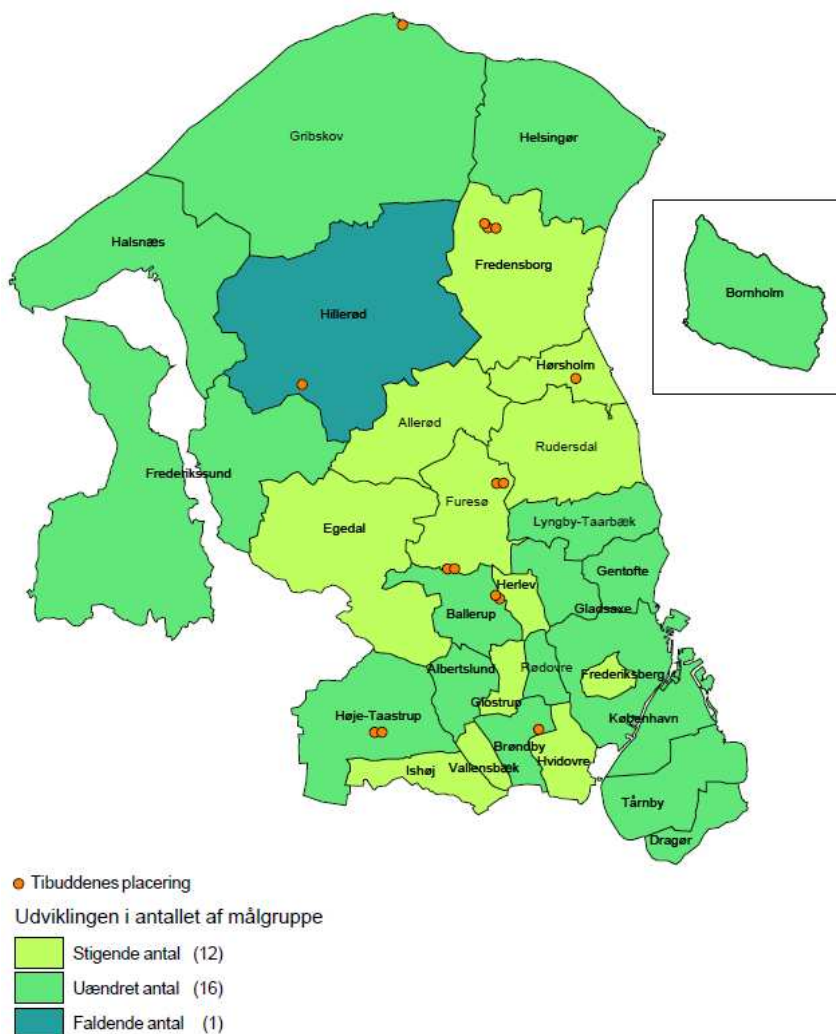 Gribskov
Helsingør
Halsnæs
Fredensborg
Bornholm
Hillerød
Hørsholm
Allerød
Rudersdal
Frederikssund
Furesø
Egedal
Lyngby-Taarbæk
Gentofte
Herlev
Gladsaxe
Ballerup
Albertslund
Rødovre
Frederiksberg
Glostrup
Høje-Taastrup
København
Brøndby
Hvidovre
Ishøj
Vallensbæk
Tårnby
Dragør
Tibuddenes placering
Udviklingen i antallet af målgruppe
Stigende antal (12)
Uændret antal (16)
Faldende antal (1)